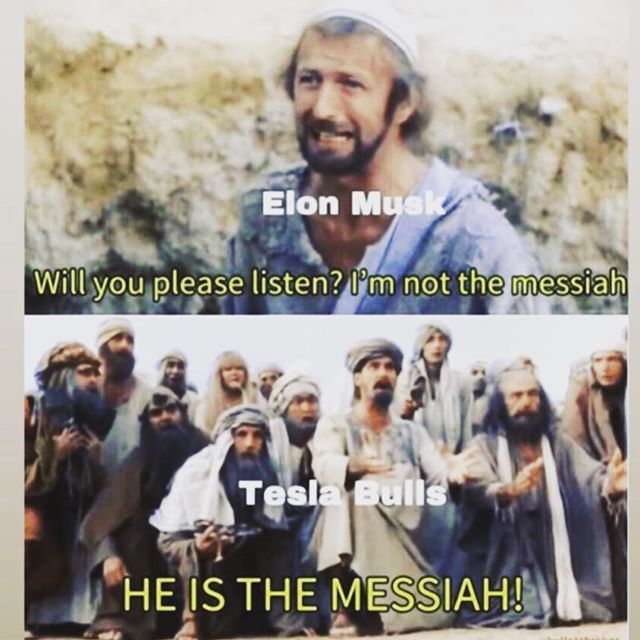 Elon Musk
Will you please listen? I'm not the messiah
Tesla Bulls
HE IS THE MESSIAH!